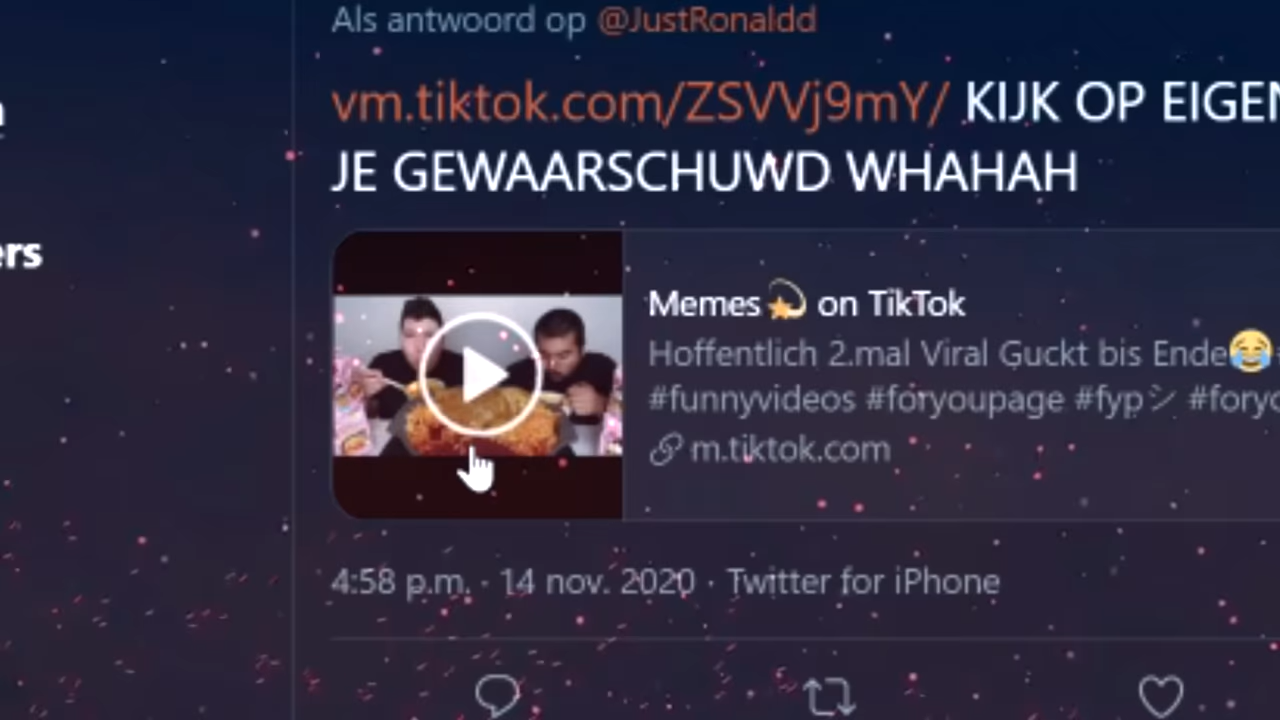 Als antwoord op @JustRonaldd
vm.tiktok.com/ZSVVj9mY/ KIJK OP EIGEN
JE GEWAARSCHUWD WHAHAH
ers
Memes💫 on TikTok
Hoffentlich 2.mal Viral Guckt bis Ende😂
#funnyvideos #foryoupage #fypシ #foryo
m.tiktok.com
4:58 p.m. · 14 nov. 2020 · Twitter for iPhone